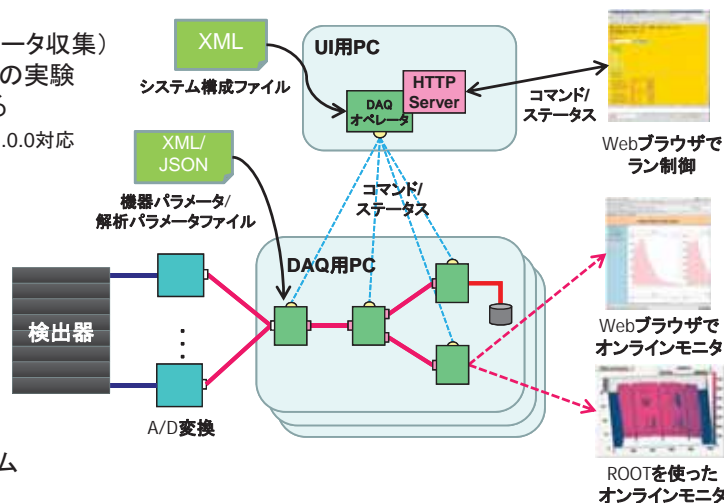 ータ収集）
の実験
る
.0.0対応
XML
システム構成ファイル
UI用PC
HTTP
Server
DAQ
オペレータ
コマンド/
ステータス
Webブラウザで
ラン制御
XML/
JSON
機器パラメータ/
解析パラメータファイル
コマンド/
ステータス
DAQ用PC
検出器
A/D変換
Webブラウザで
オンラインモニタ
ム
ROOTを使った
オンラインモニタ